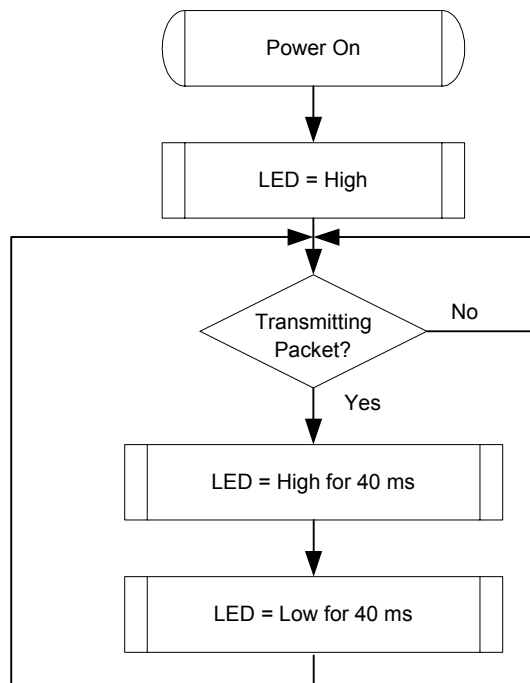 Power On
LED = High
Transmitting
Packet?
No
Yes
LED = High for 40 ms
LED = Low for 40 ms